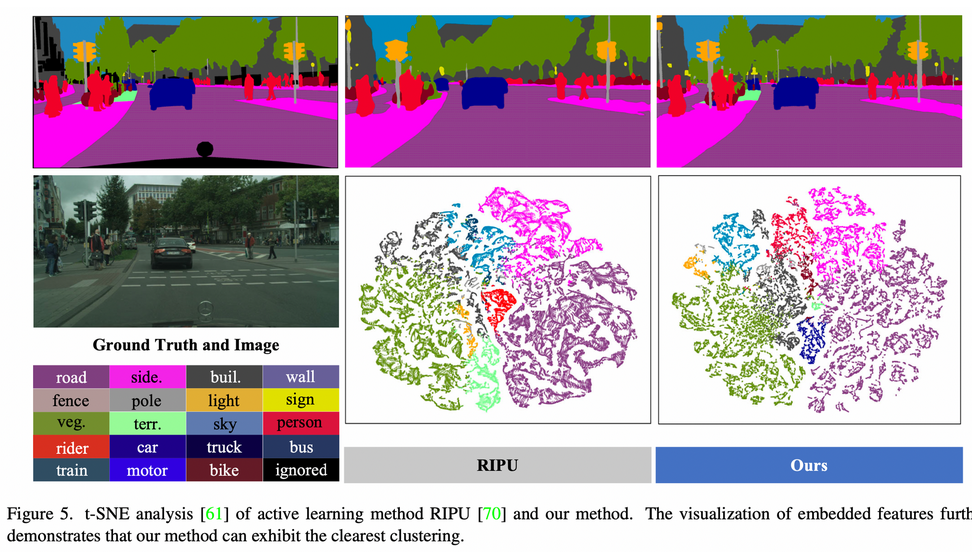 Ground Truth and Image
road side. buil. wall
fence pole light sign
veg. terr. sky person
rider car truck bus
train motor bike ignored
RIPU
Ours
Figure 5. t-SNE analysis [61] of active learning method RIPU [70] and our method. The visualization of embedded features furth
demonstrates that our method can exhibit the clearest clustering.